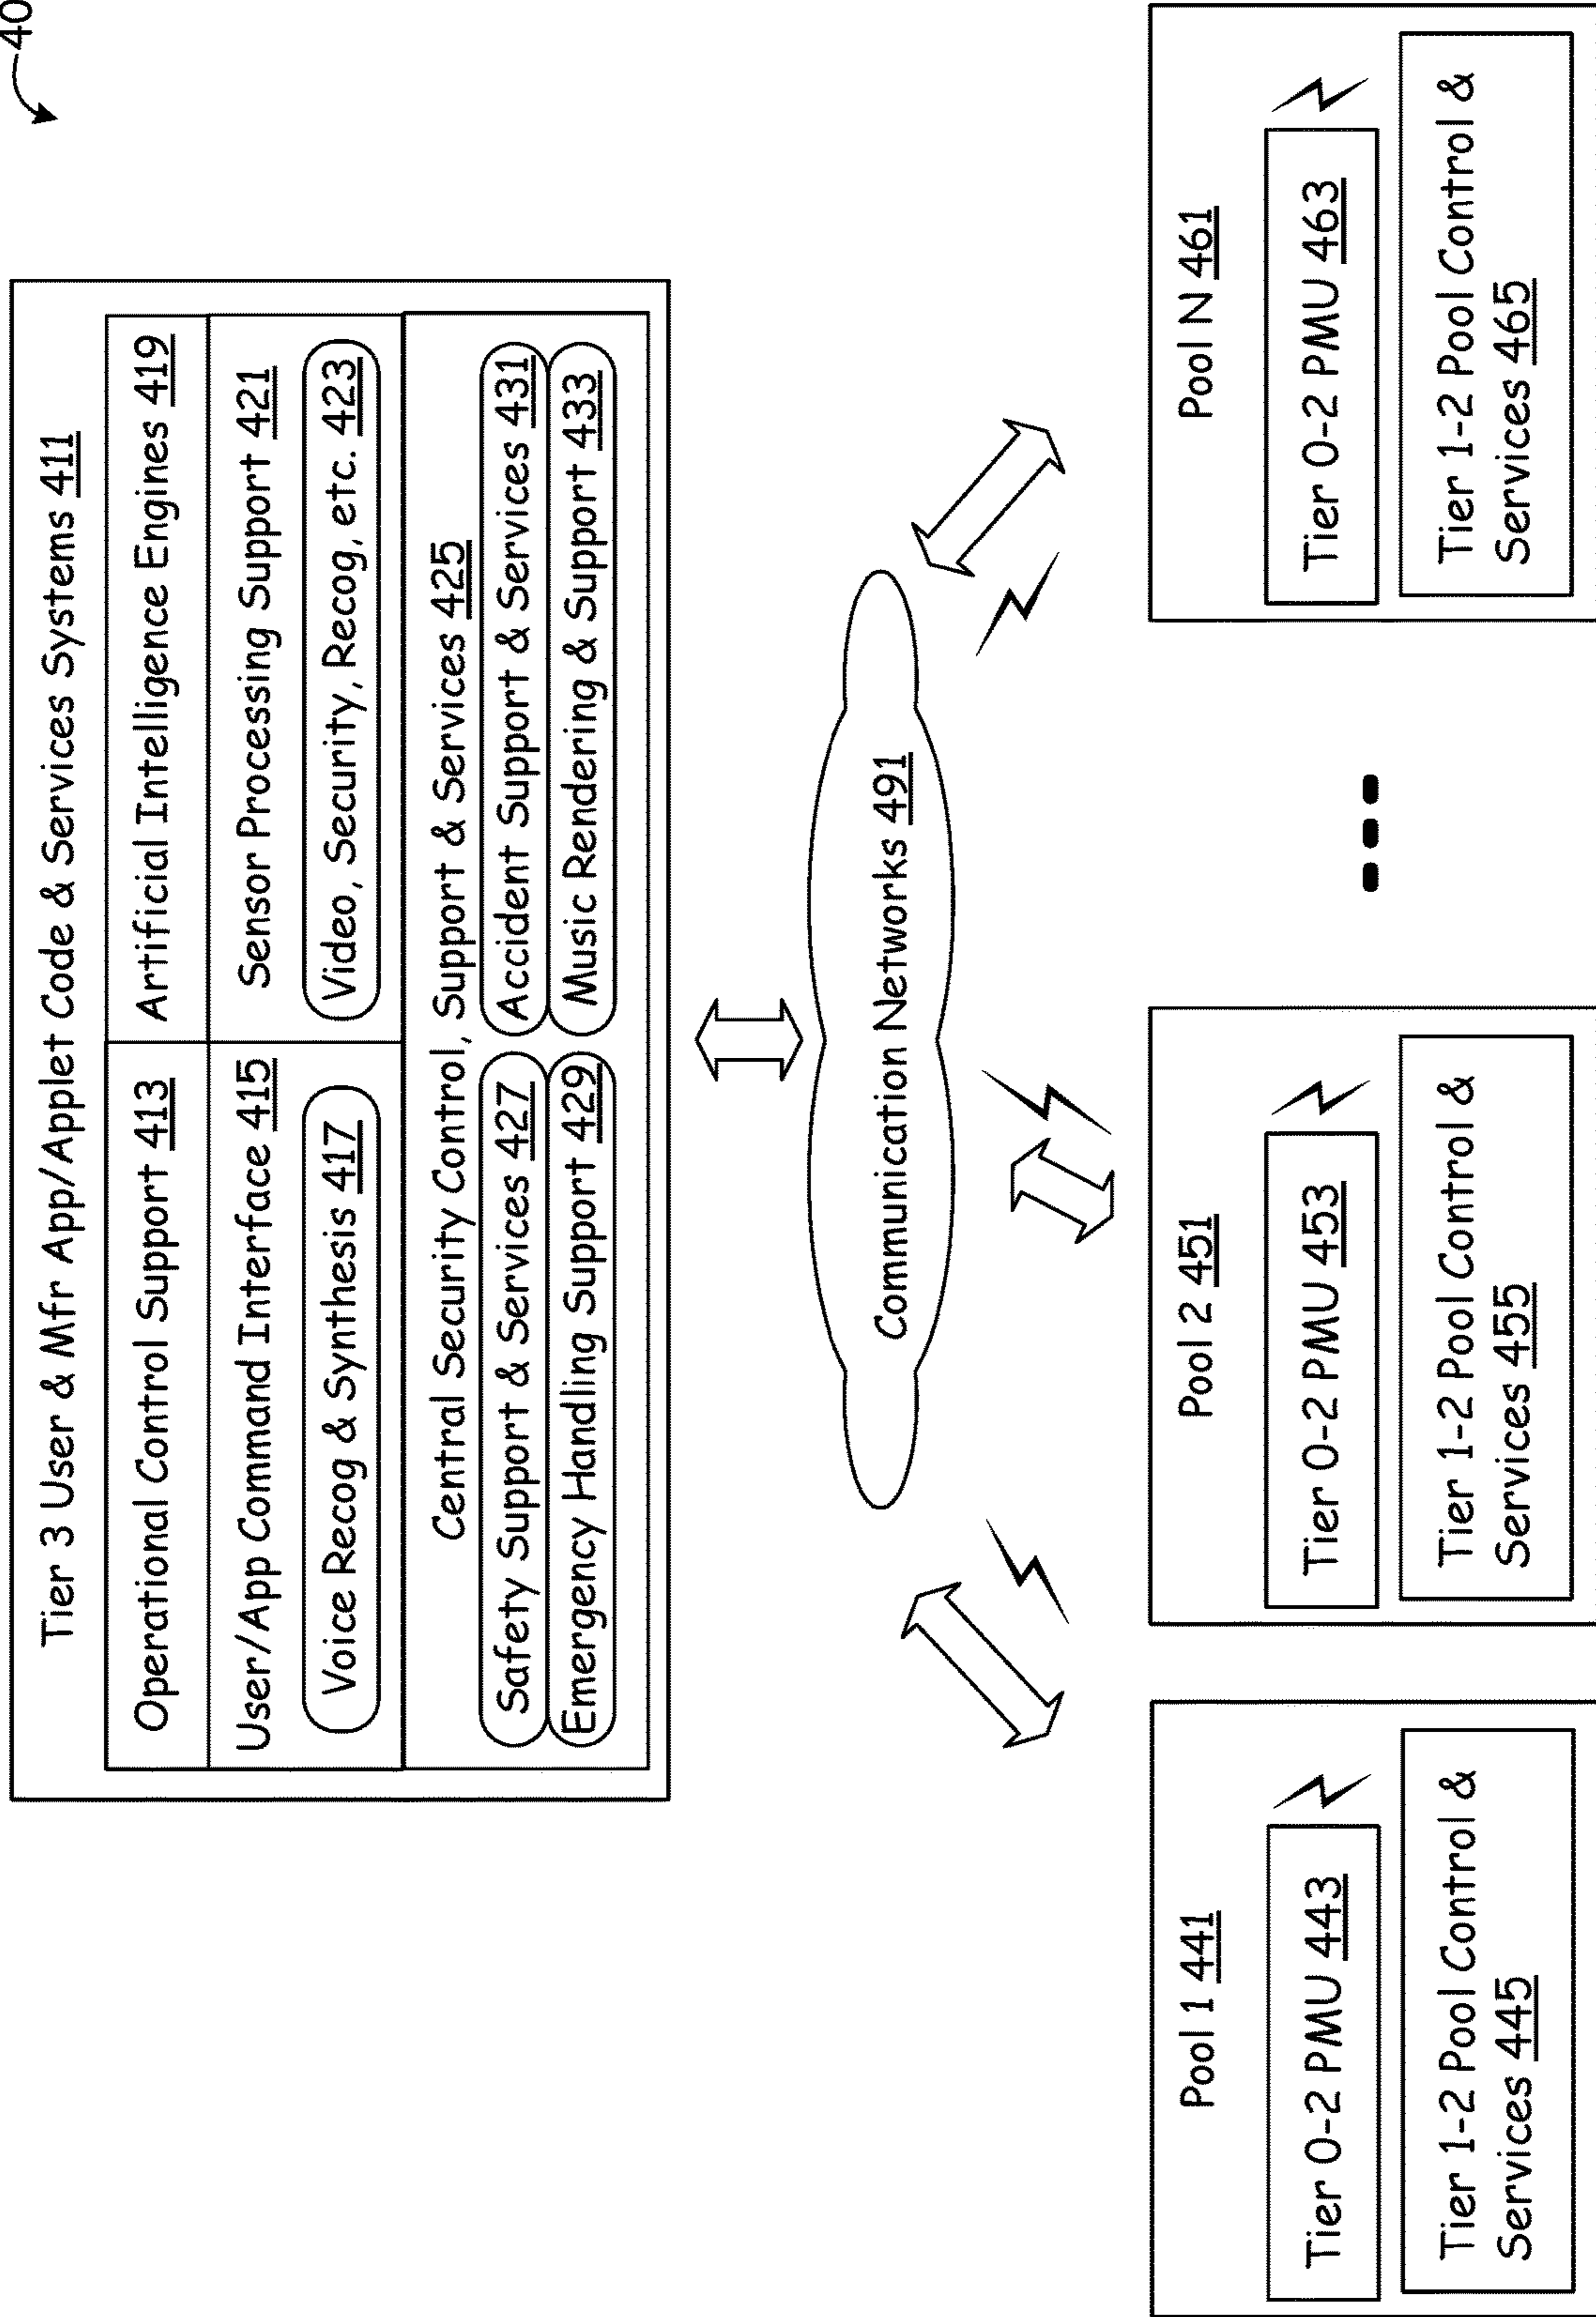 40
Tier 3 User & Mfr App/Applet Code & Services Systems 411
Operational Control Support 413
Artificial Intelligence Engines 419
User/App Command Interface 415
Voice Recog & Synthesis 417
Sensor Processing Support 421
Video, Security, Recog, etc. 423
Central Security Control, Support & Services 425
Safety Support & Services 427
Accident Support & Services 431
Emergency Handling Support 429
Music Rendering & Support 433
Communication Networks 491
Pool 1 441
Tier 0-2 PMU 443
Tier 1-2 Pool Control &
Services 445
Pool 2 451
Tier 0-2 PMU 453
Tier 1-2 Pool Control &
Services 455
Pool N 461
Tier 0-2 PMU 463
Tier 1-2 Pool Control &
Services 465